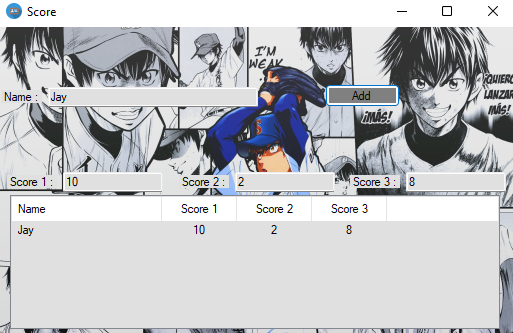 Score
I'M
WEAK
¡QUIERO
LANZAR
MÁS!
¡MÁS!
Name :
Jay
Add
Score 1 :
10
Score 2 :
2
Score 3 :
8
Name Score 1 Score 2 Score 3
Jay 10 2 8